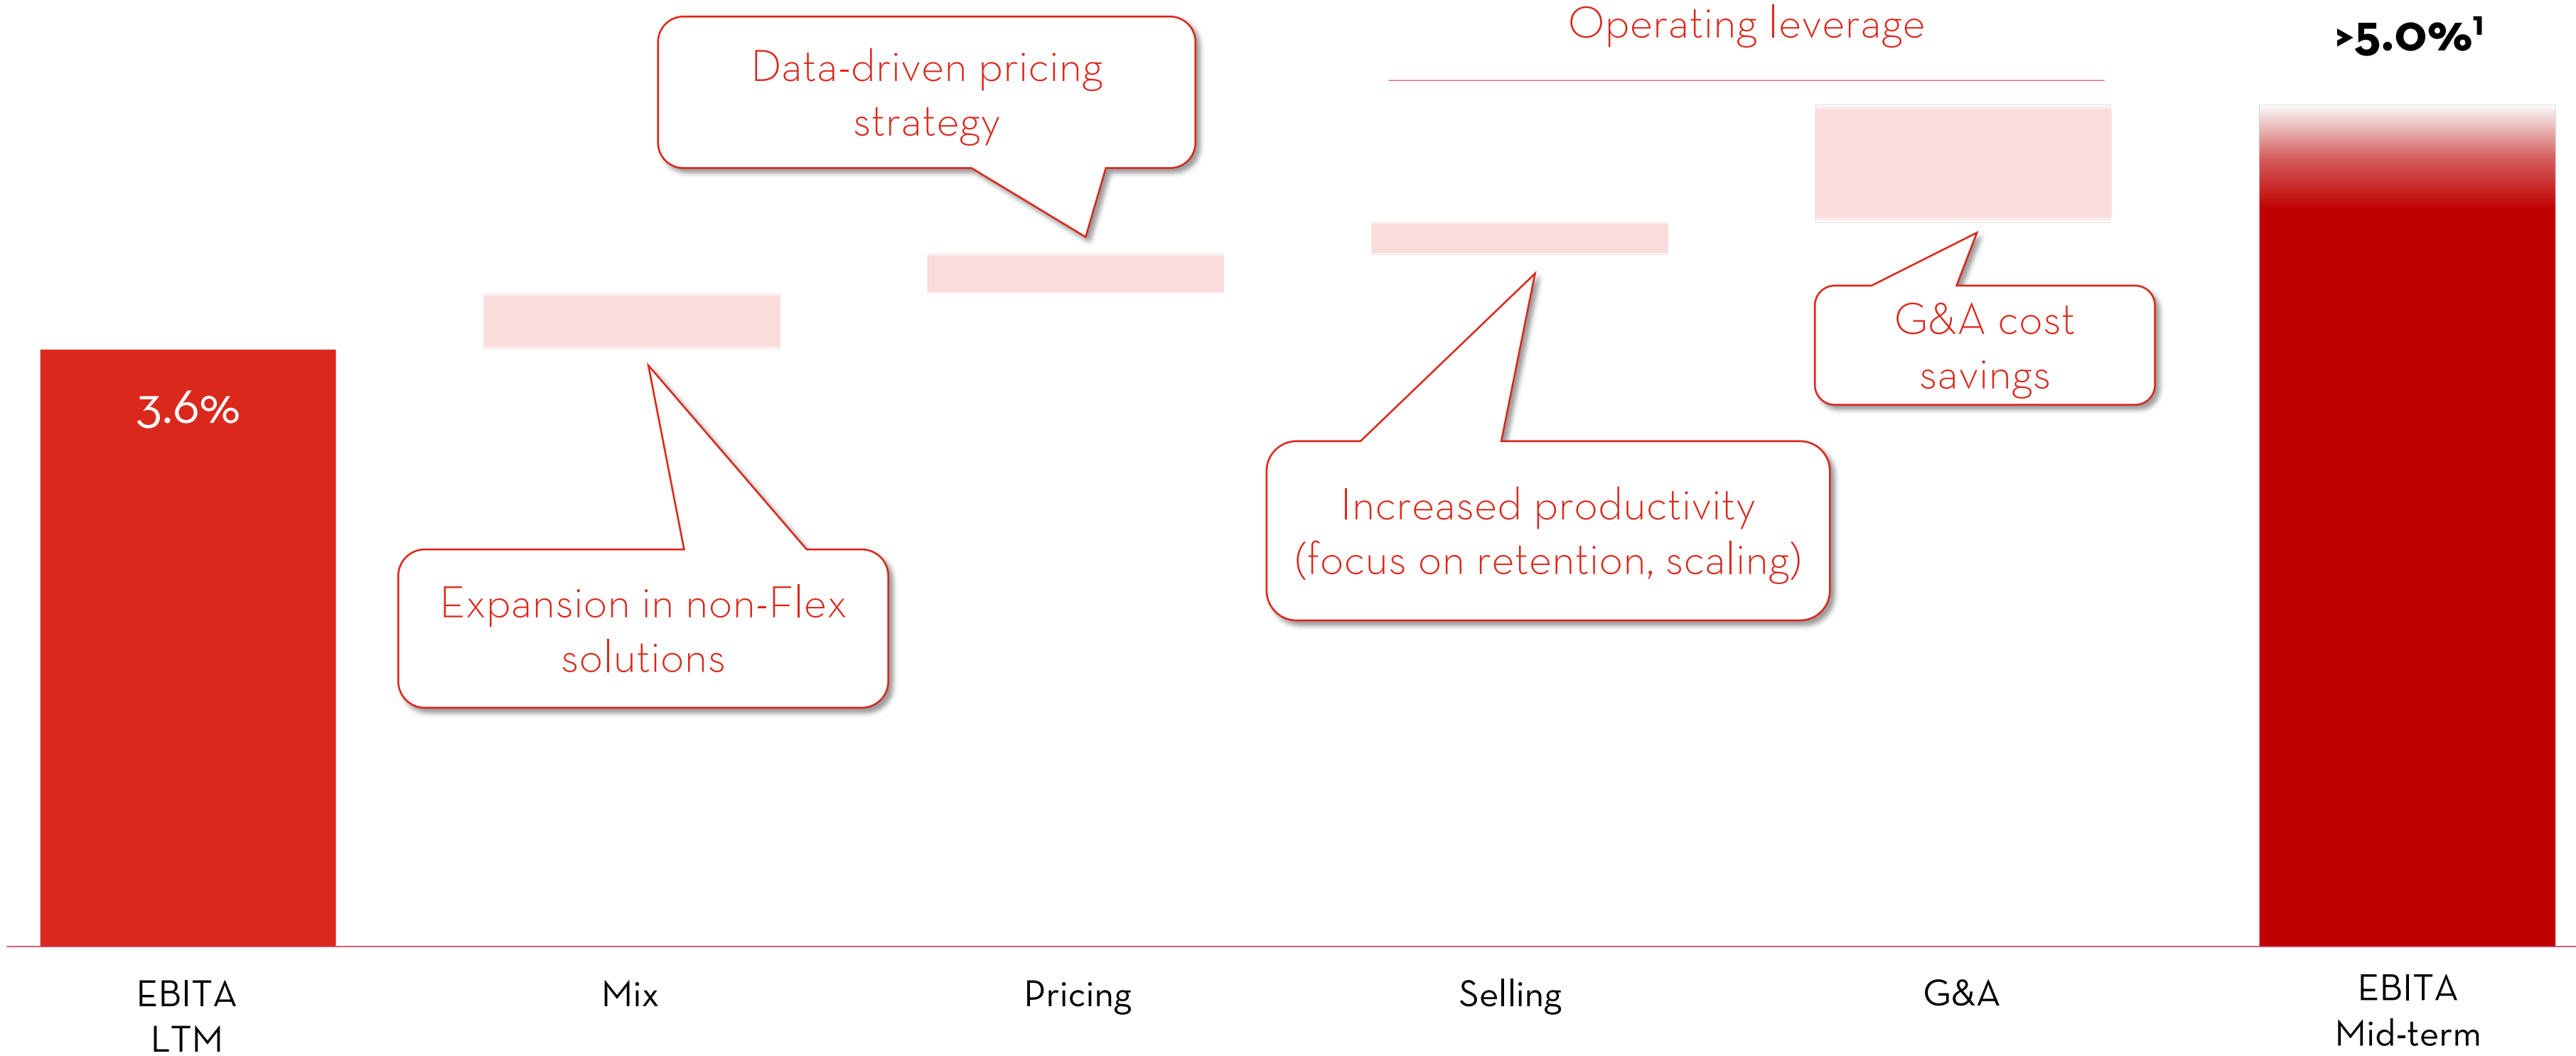 Operating leverage
>5.0%¹
Data-driven pricing
strategy
3.6%
G&A cost
savings
Increased productivity
(focus on retention, scaling)
Expansion in non-Flex
solutions
EBITA
LTM
Mix
Pricing
Selling
G&A
EBITA
Mid-term